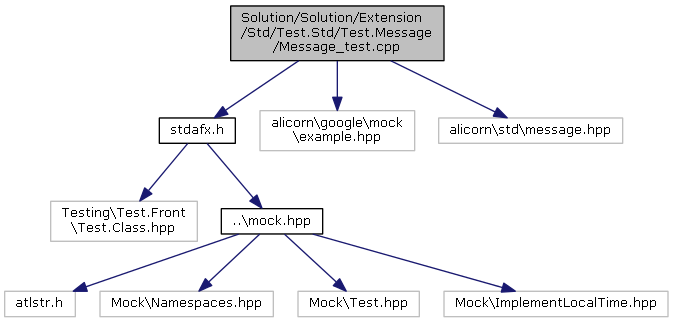 Solution/Solution/Extension
/Std/Test.Std/Test.Message
/Message_test.cpp
stdafx.h
alicorn\google\mock
\example.hpp
alicorn\std\message.hpp
Testing\Test.Front
\Test.Class.hpp
..\mock.hpp
atlstr.h
Mock\Namespaces.hpp
Mock\Test.hpp
Mock\ImplementLocalTime.hpp